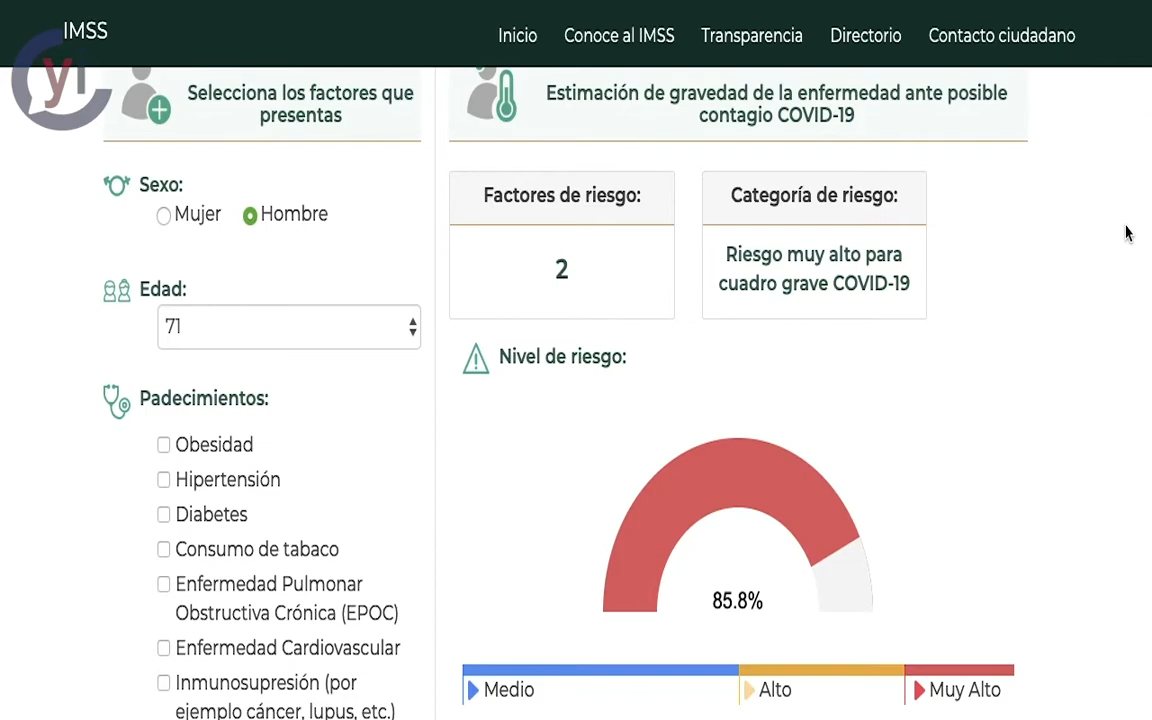 IMSS
Inicio
Conoce al IMSS
Transparencia
Directorio
Contacto ciudadano
yi
Selecciona los factores que
presentas
Sexo:
Mujer
Hombre
Edad:
71
Padecimientos:
Obesidad
Hipertensión
Diabetes
Consumo de tabaco
Enfermedad Pulmonar
Obstructiva Crónica (EPOC)
Enfermedad Cardiovascular
Inmunosupresión (por
ejemplo cáncer, lupus, etc.)
Estimación de gravedad de la enfermedad ante posible
contagio COVID-19
Factores de riesgo:
2
Categoría de riesgo:
Riesgo muy alto para
cuadro grave COVID-19
Nivel de riesgo:
85.8%
Medio
Alto
Muy Alto